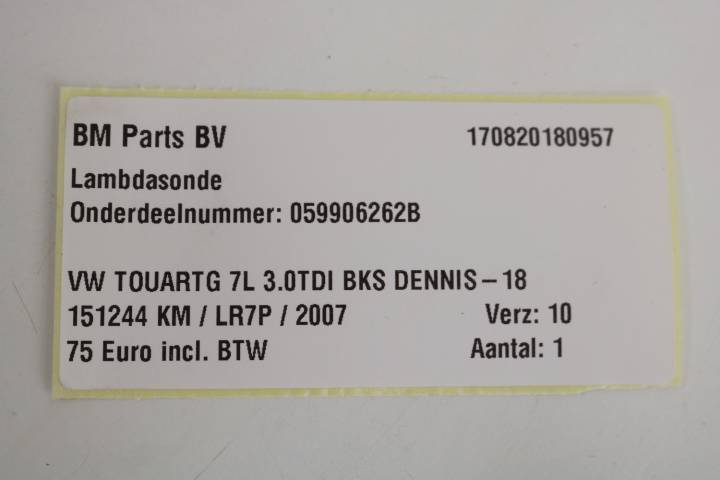 BM Parts BV 170820180957
Lambdasonde
Onderdeelnummer: 059906262B
VW TOUARTG 7L 3.0TDI BKS DENNIS – 18
151244 KM / LR7P / 2007 Verz: 10
75 Euro incl. BTW Aantal: 1